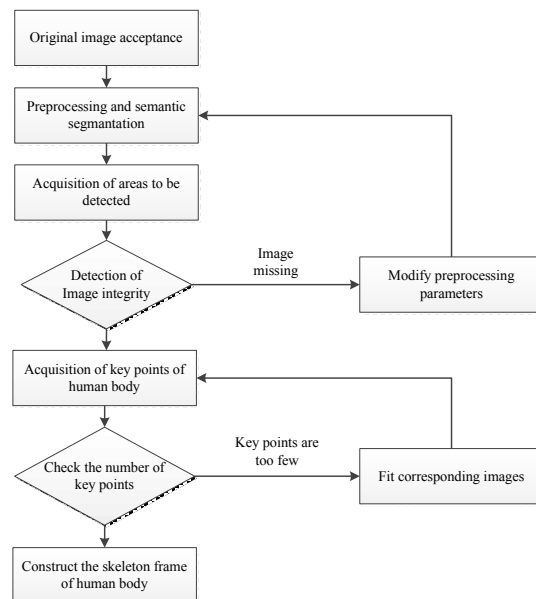 Original image acceptance
Preprocessing and semantic
segmantation
Acquisition of areas to be
detected
Detection of
Image integrity
Image
missing
Modify preprocessing
parameters
Acquisition of key points of
human body
Check the number of
key points
Key points are
too few
Fit corresponding images
Construct the skeleton frame
of human body